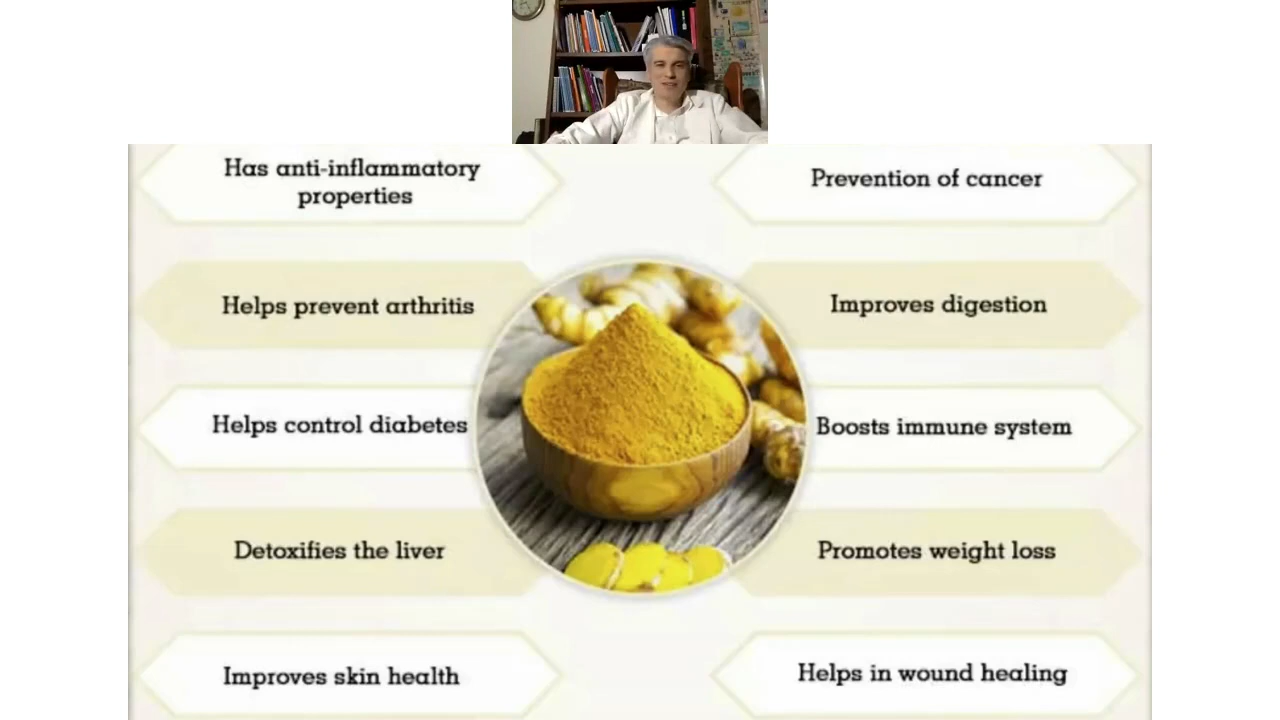 Has anti-inflammatory
properties
Prevention of cancer
Helps prevent arthritis
Improves digestion
Helps control diabetes
Boosts immune system
Detoxifies the liver
Promotes weight loss
Improves skin health
Helps in wound healing